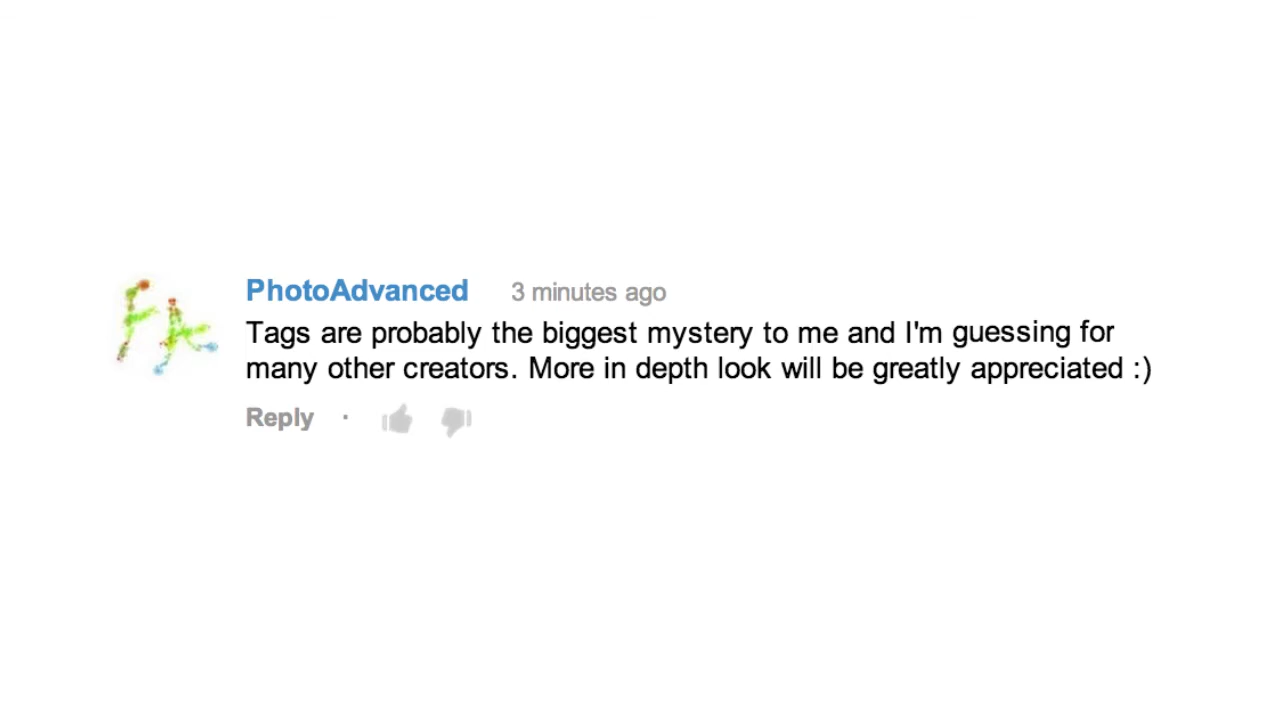 PhotoAdvanced 3 minutes ago
Tags are probably the biggest mystery to me and I'm guessing for
many other creators. More in depth look will be greatly appreciated :)
Reply ·